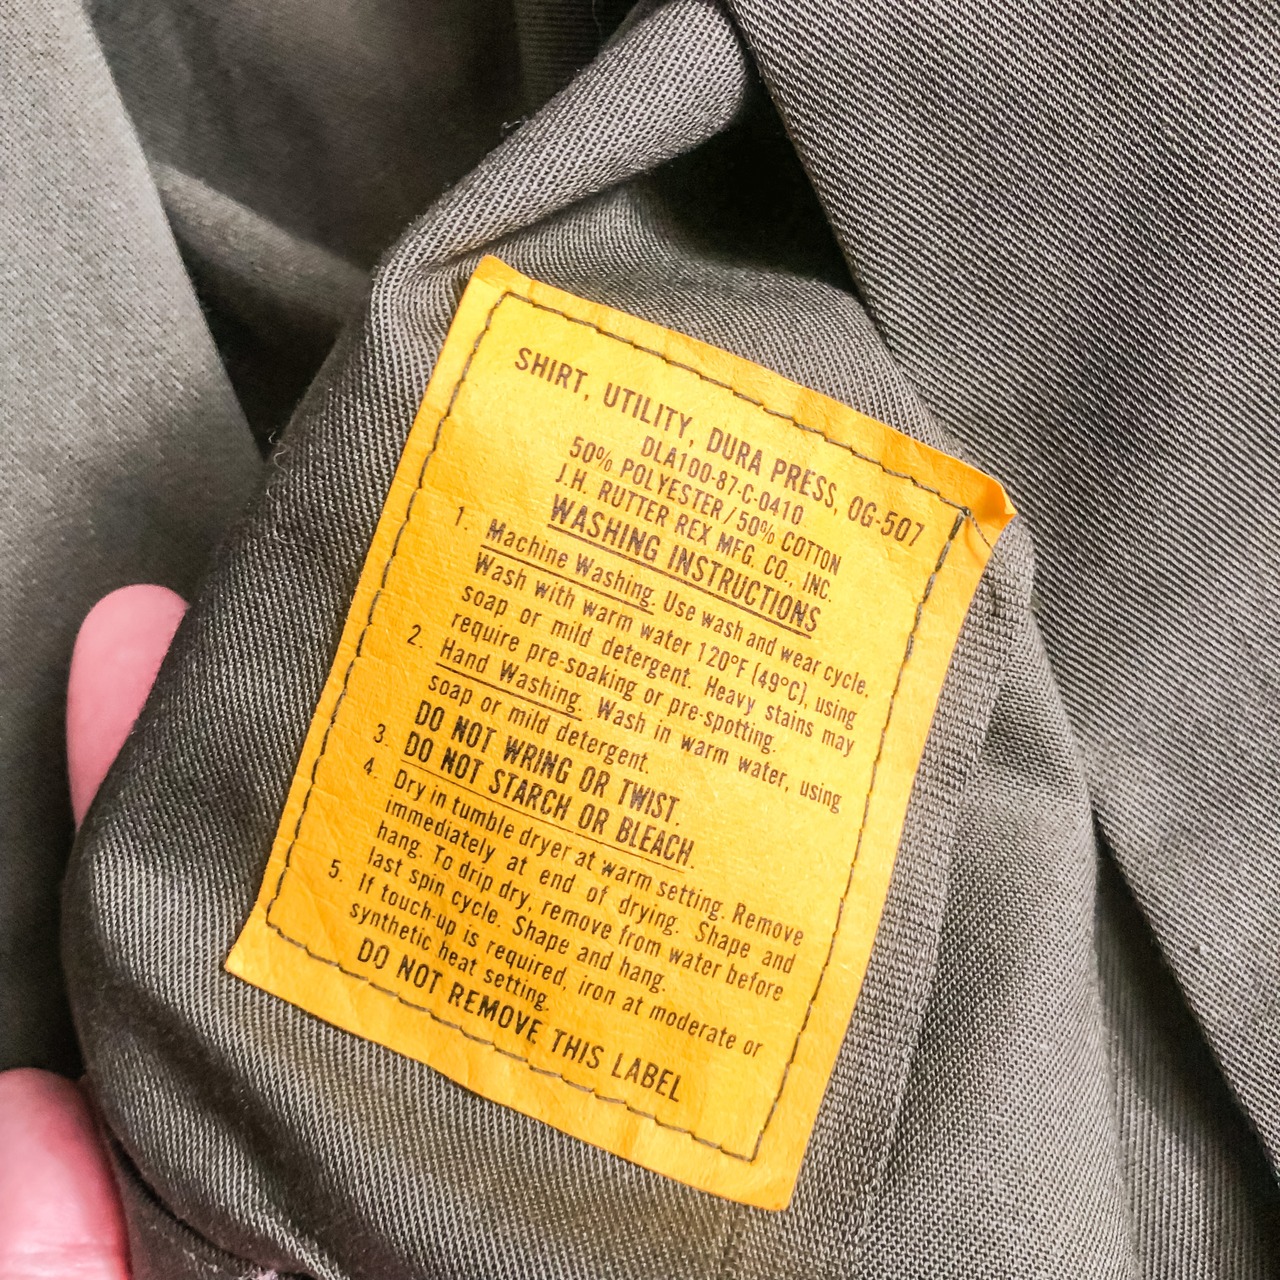 SHIRT, UTILITY, DURA PRESS, OG-507
DLA100-87-C-0410
50% POLYESTER/50% COTTON
J.H. RUTTER REX MFG. CO., INC.
WASHING INSTRUCTIONS
1. Machine Washing. Use wash and wear cycle.
Wash with warm water 120°F (49°C), using
soap or mild detergent. Heavy stains may
require pre-soaking or pre-spotting.
2. Hand Washing. Wash in warm water, using
soap or mild detergent.
DO NOT WRING OR TWIST.
3. DO NOT STARCH OR BLEACH.
4. Dry in tumble dryer at warm setting. Remove
immediately at end of drying. Shape and
hang. To drip dry, remove from water before
last spin cycle. Shape and hang.
5. If touch-up is required, iron at moderate or
synthetic heat setting.
DO NOT REMOVE THIS LABEL